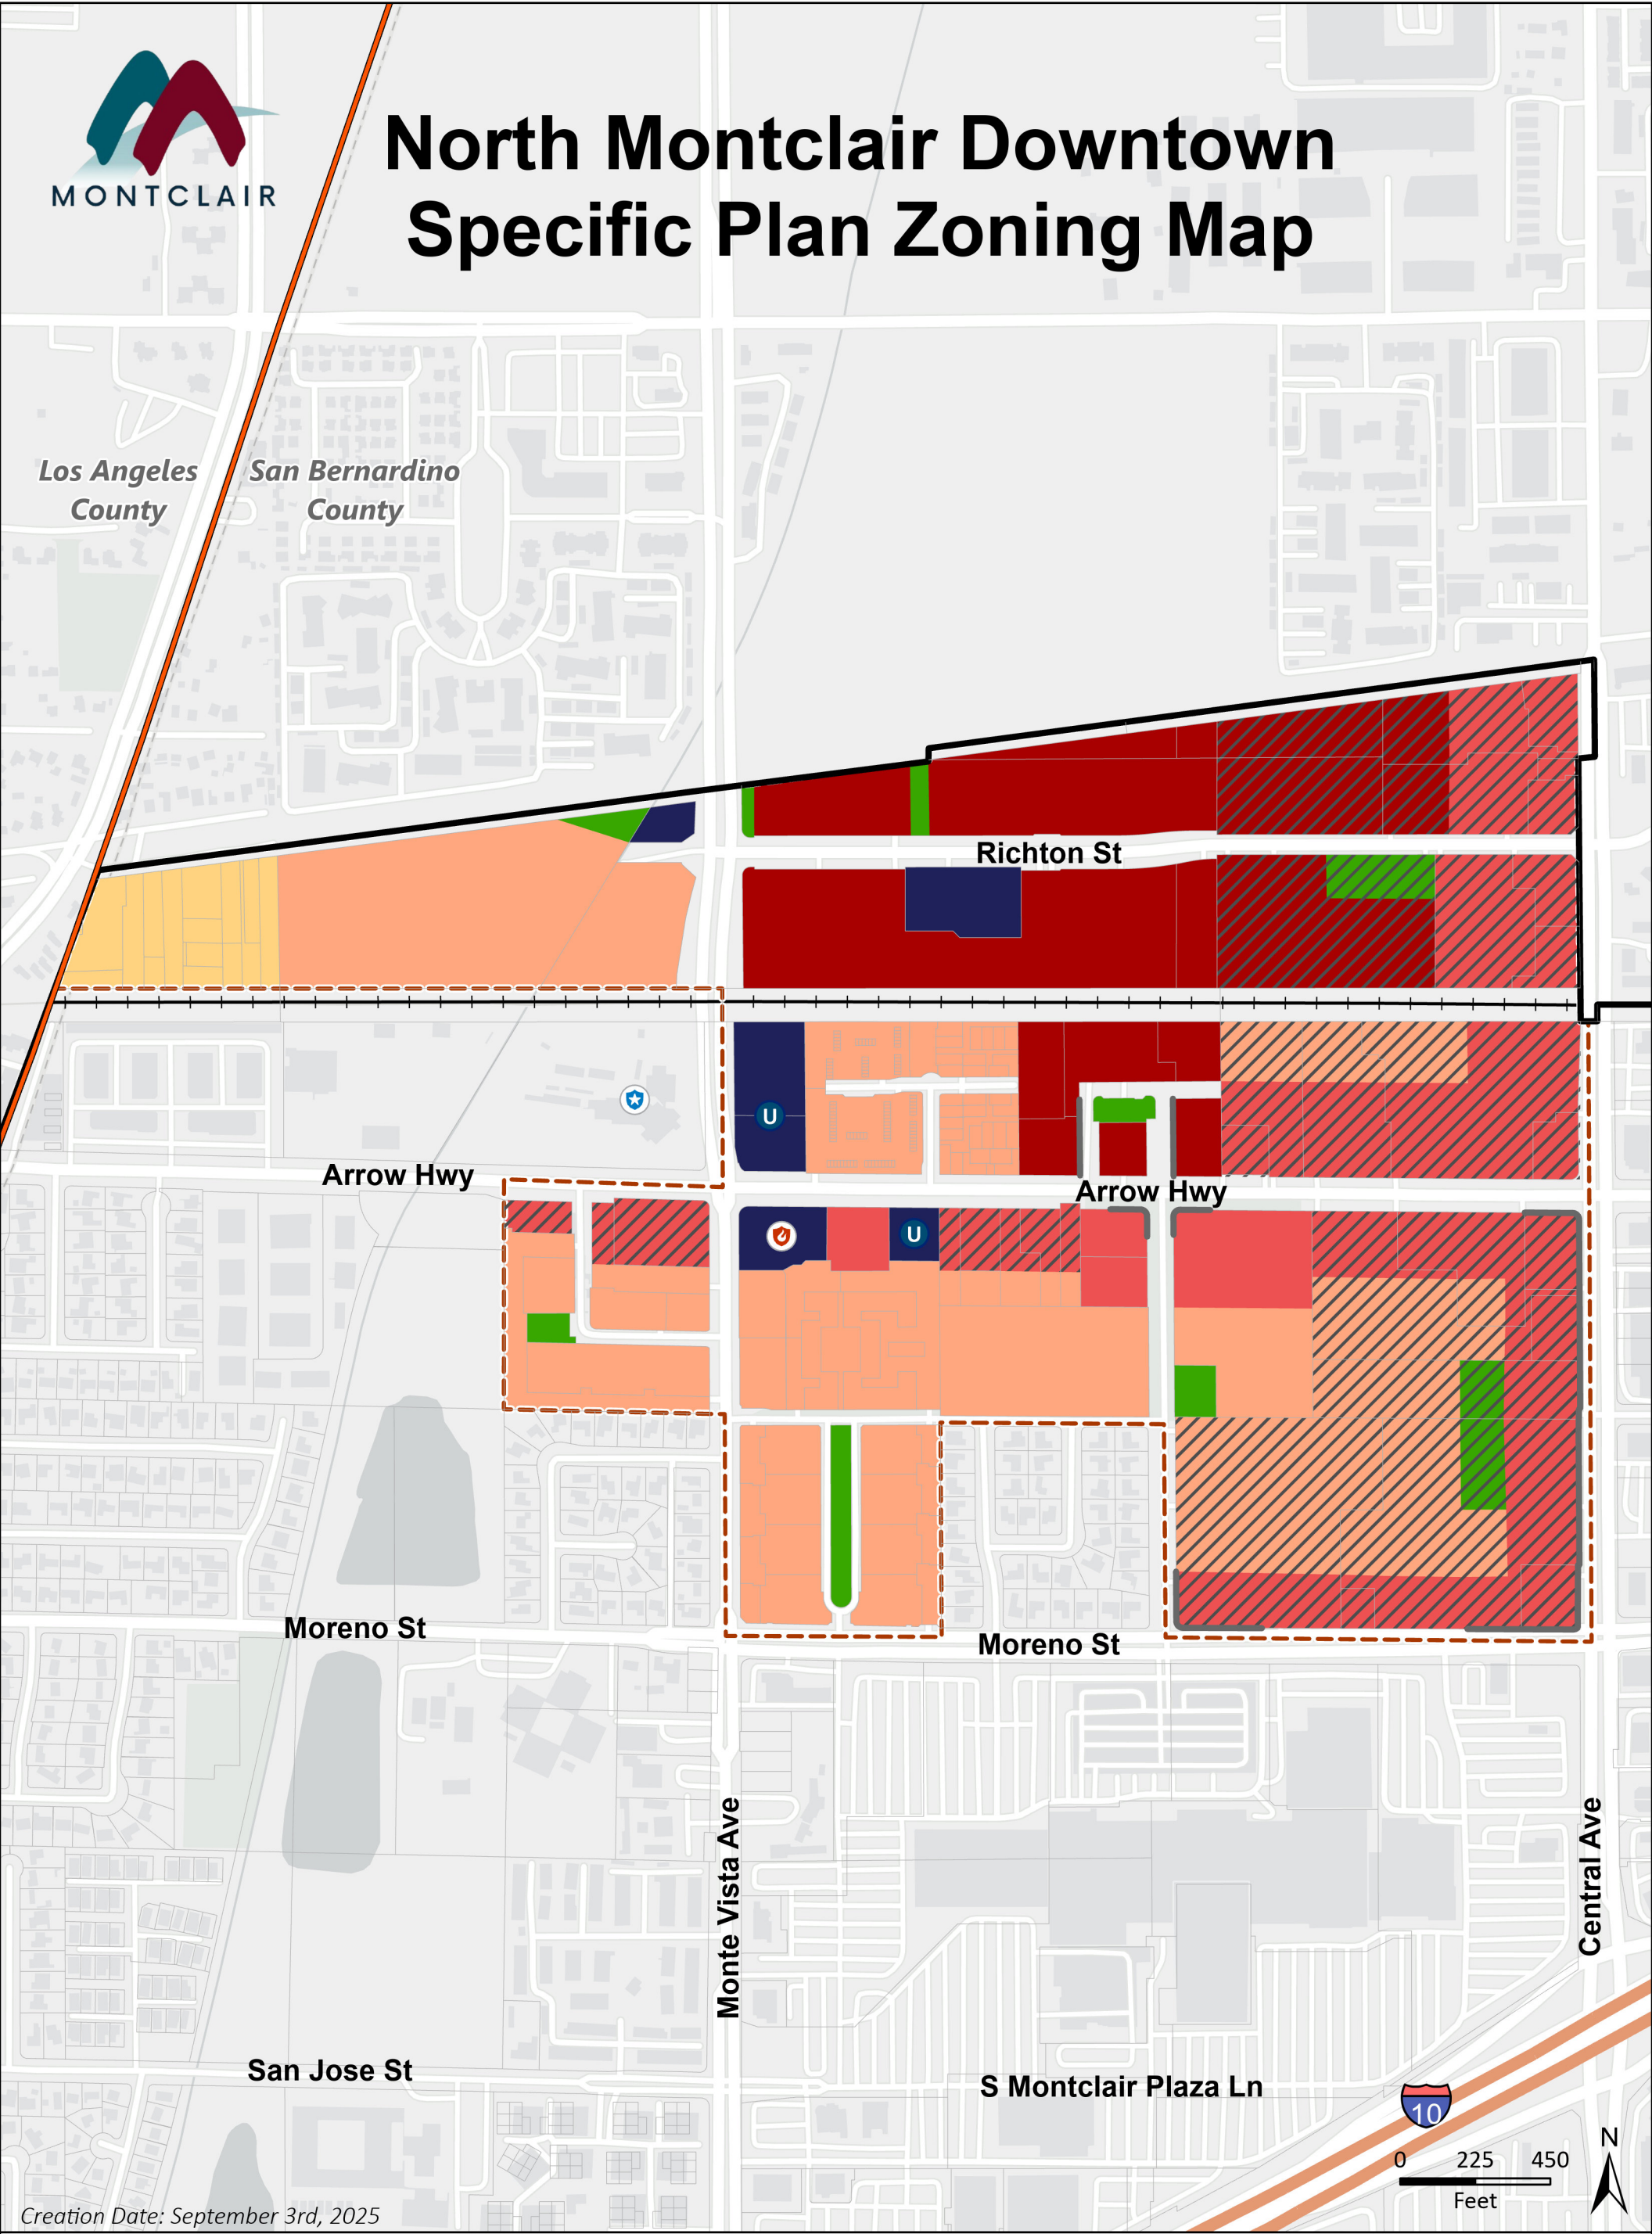 North Montclair Downtown
Specific Plan Zoning Map
MONTCLAIR
Los Angeles
County
San Bernardino
County
Richton St
U
Arrow Hwy
Arrow Hwy
U
Moreno St
Moreno St
Monte Vista Ave
Central Ave
San Jose St
S Montclair Plaza Ln
10
N
0 225 450
Feet
Creation Date: September 3rd, 2025